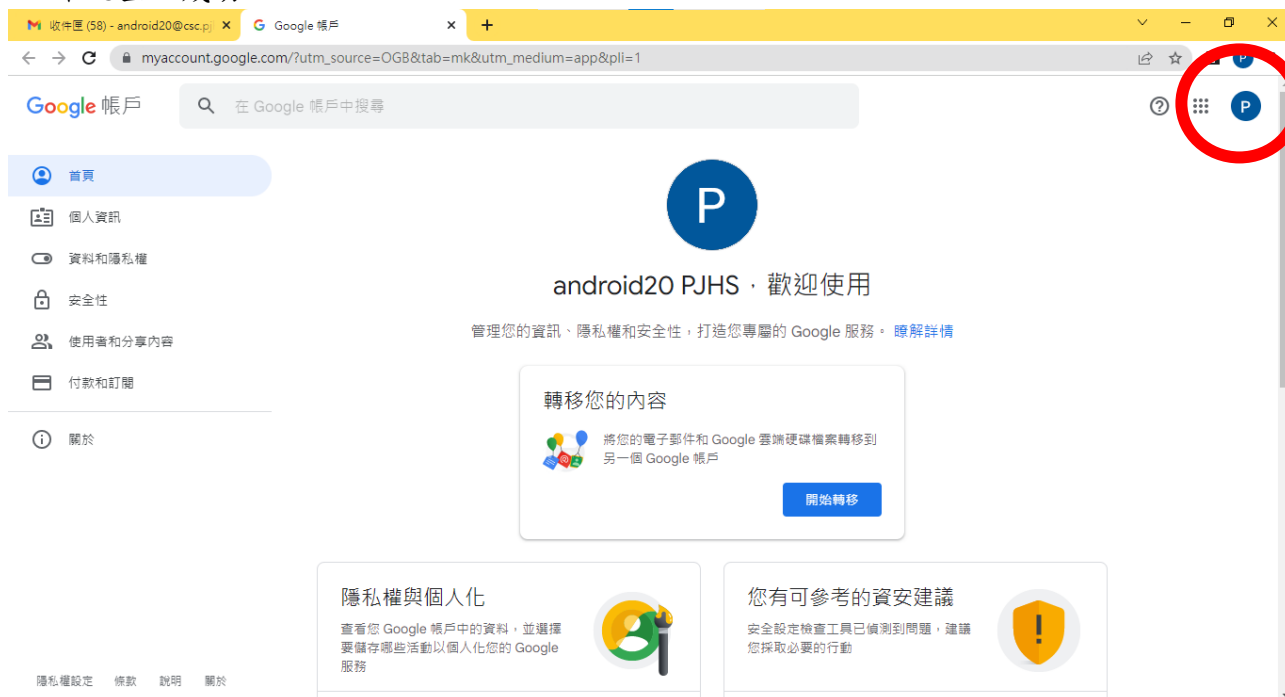 收件匣 (58) - android20@csc.pj
Google 帳戶
myaccount.google.com/?utm_source=OGB&tab=mk&utm_medium=app&pli=1
P
Google 帳戶
在 Google 帳戶中搜尋
P
首頁
個人資訊
資料和隱私權
安全性
使用者和分享內容
付款和訂閱
關於
P
android20 PJHS，歡迎使用
管理您的資訊、隱私權和安全性，打造您專屬的 Google 服務。瞭解詳情
轉移您的內容
將您的電子郵件和 Google 雲端硬碟檔案轉移到
另一個 Google 帳戶
開始轉移
隱私權與個人化
查看您 Google 帳戶中的資料，並選擇
要儲存哪些活動以個人化您的 Google
服務
您有可參考的資安建議
安全設定檢查工具已偵測到問題，建議
您採取必要的行動
隱私權設定 條款 說明 關於